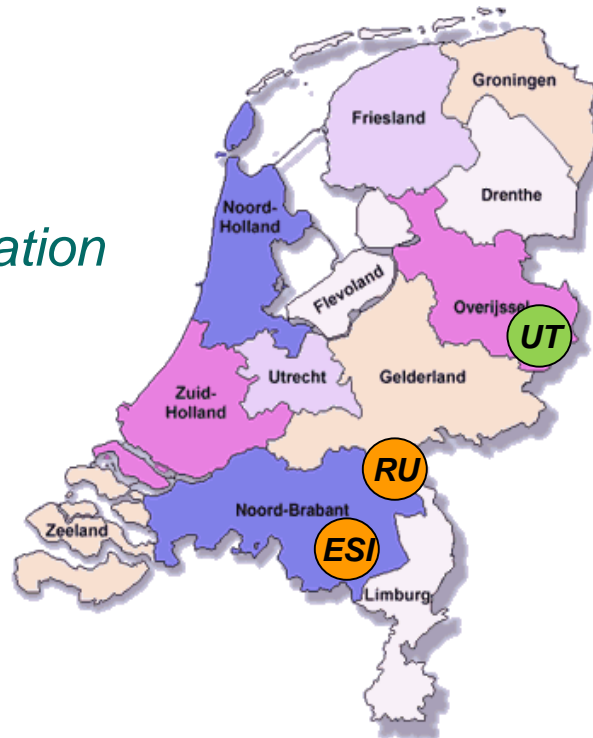 Groningen
Friesland
Drenthe
Noord-
Holland
ation
Flevoland
Overijssel
UT
Utrecht
Gelderland
Zuid-
Holland
RU
Noord-Brabant
Zeeland
ESI
Limburg